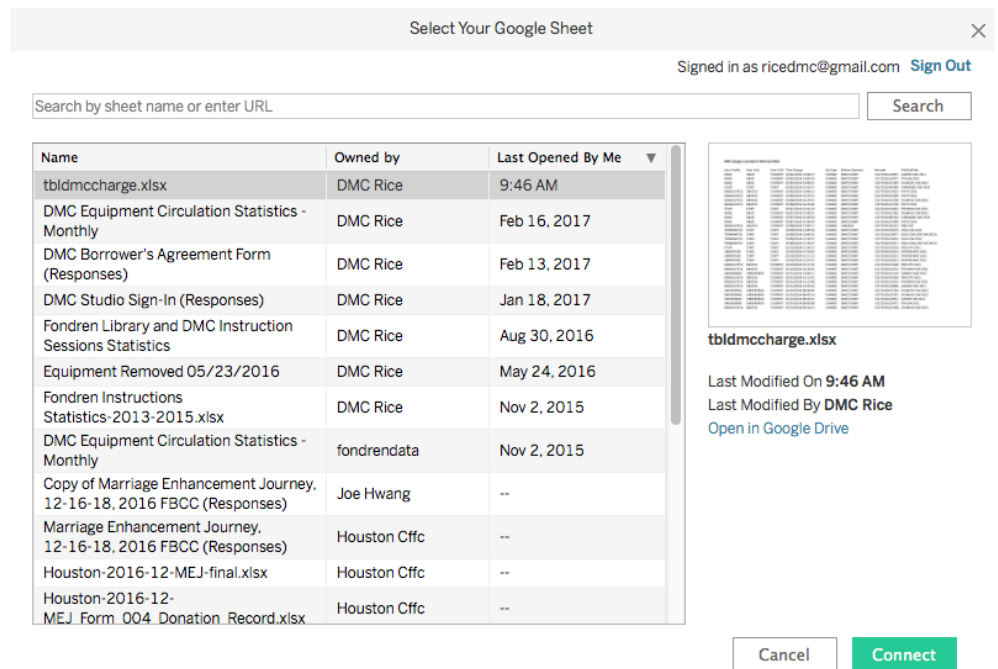 Select Your Google Sheet
Signed in as ricedmc@gmail.com Sign Out
Search by sheet name or enter URL
Search
Name Owned by Last Opened By Me
tbldmccharge.xlsx DMC Rice 9:46 AM
DMC Equipment Circulation Statistics -
Monthly
DMC Rice Feb 16, 2017
DMC Borrower's Agreement Form
(Responses)
DMC Rice Feb 13, 2017
DMC Studio Sign-In (Responses) DMC Rice Jan 18, 2017
Fondren Library and DMC Instruction
Sessions Statistics
DMC Rice Aug 30, 2016
Equipment Removed 05/23/2016 DMC Rice May 24, 2016
Fondren Instructions
Statistics-2013-2015.xlsx
DMC Rice Nov 2, 2015
DMC Equipment Circulation Statistics -
Monthly
fondrendata Nov 2, 2015
Copy of Marriage Enhancement Journey,
12-16-18, 2016 FBCC (Responses)
Joe Hwang --
Marriage Enhancement Journey,
12-16-18, 2016 FBCC (Responses)
Houston Cffc --
Houston-2016-12-MEJ-final.xlsx Houston Cffc --
Houston-2016-12-
MEJ_Form_004_Donation_Record.xlsx
Houston Cffc --
tbldmccharge.xlsx
Last Modified On 9:46 AM
Last Modified By DMC Rice
Open in Google Drive
Cancel
Connect